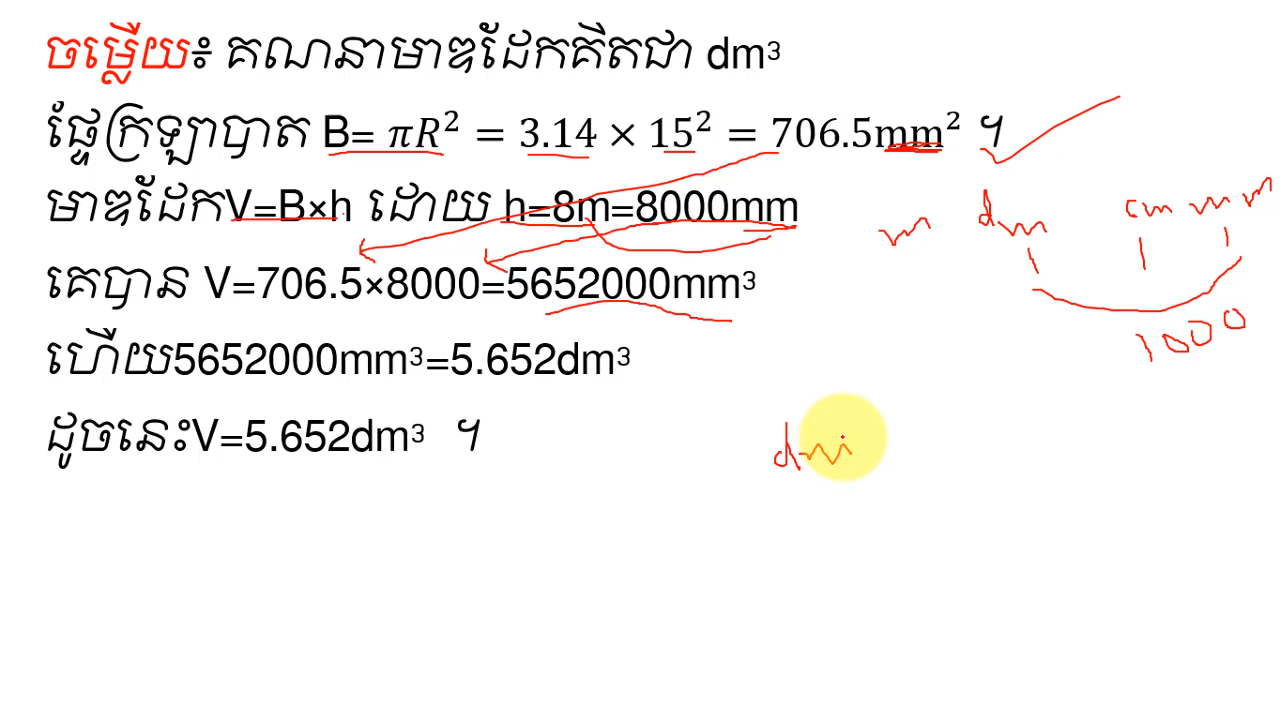 ចម្លើយ៖ គណនាមាឌដែកគិតជា dm³
ផ្ទៃក្រឡាបាត B= πR² = 3.14 × 15² = 706.5mm² ។
មាឌដែកV=B×h ដោយ h=8m=8000mm
m dm cm mm
គេបាន V=706.5×8000=5652000mm³
1000
ហើយ5652000mm³=5.652dm³
ដូចនេះV=5.652dm³ ។
dm